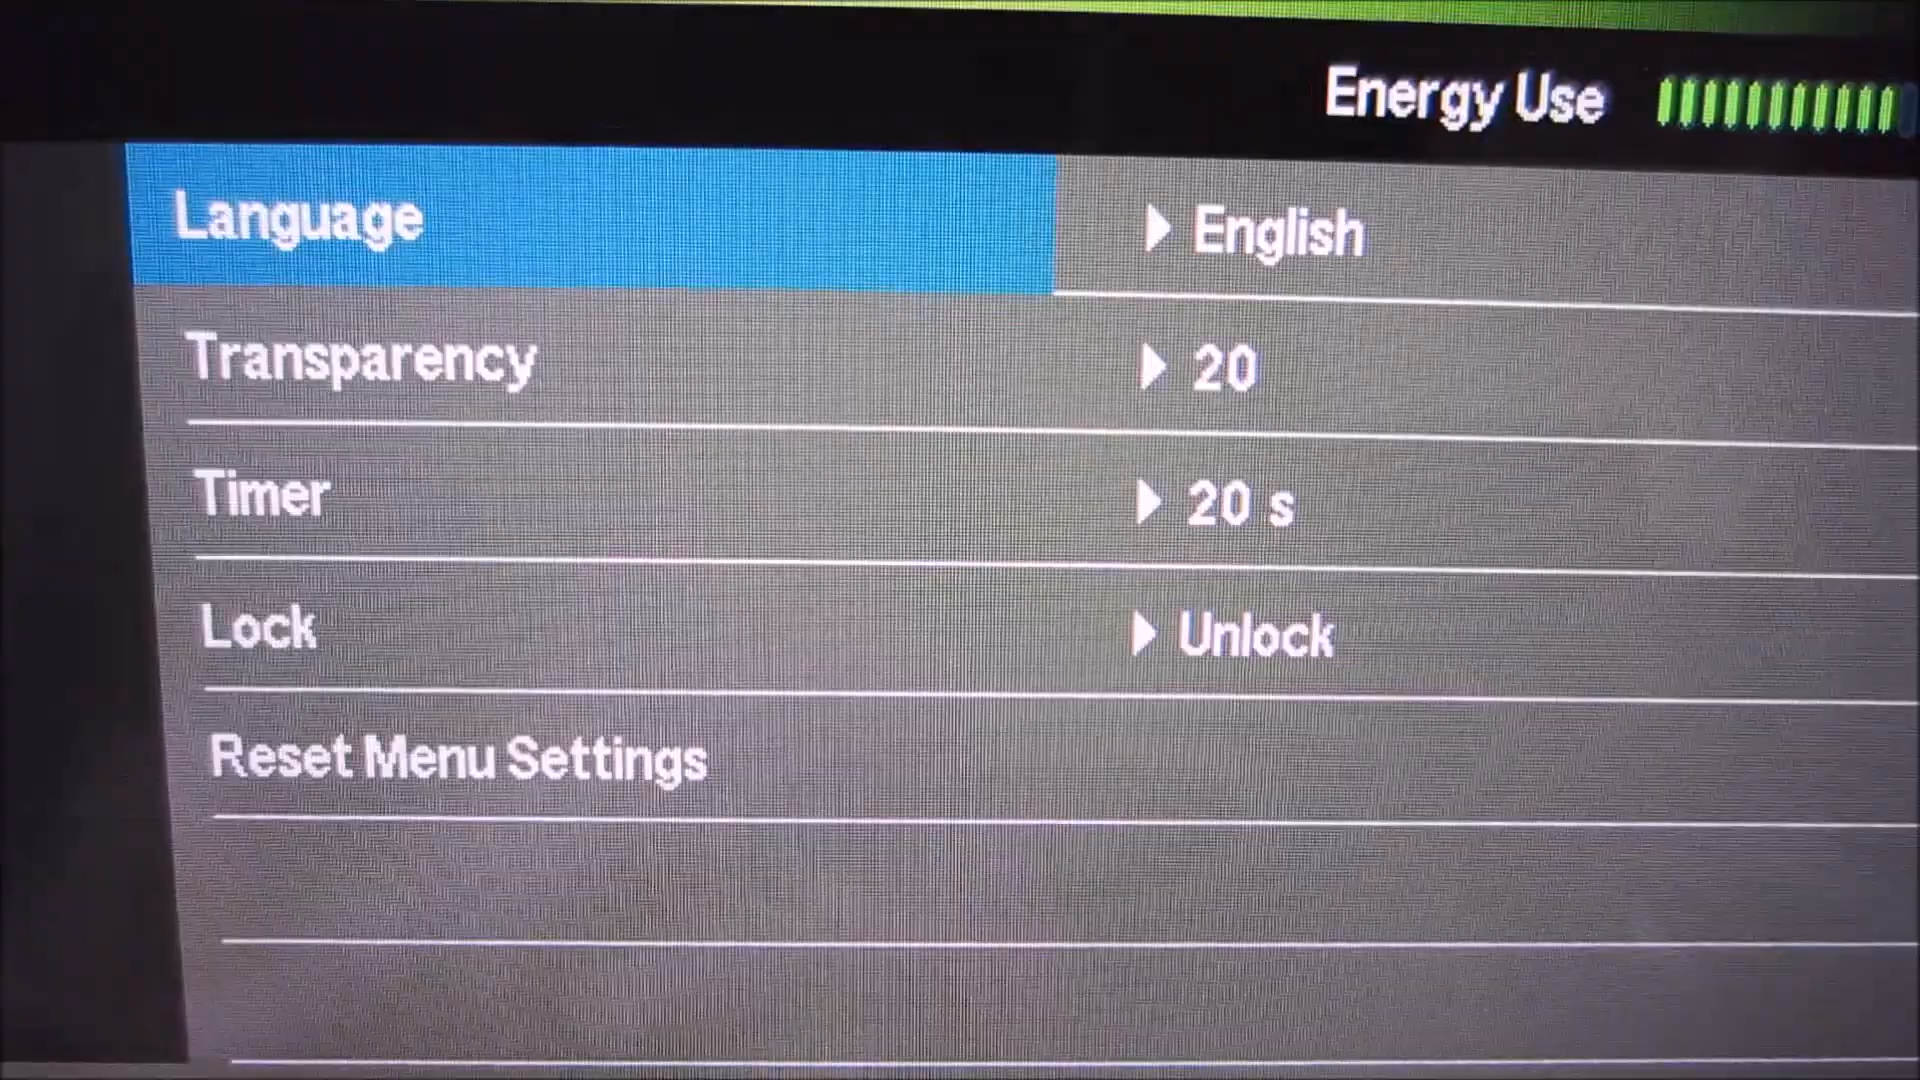 Energy Use
Language ▶ English
Transparency ▶ 20
Timer ▶ 20 s
Lock ▶ Unlock
Reset Menu Settings